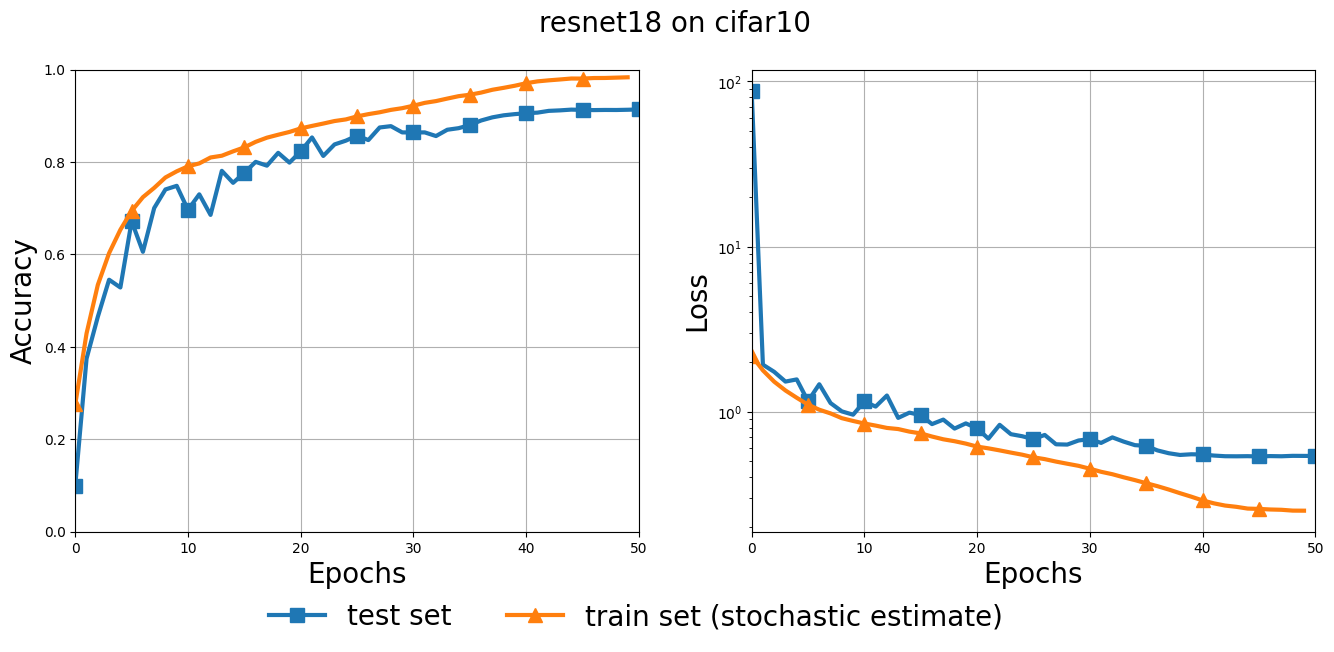 resnet18 on cifar10
Accuracy
1.0
0.8
0.6
0.4
0.2
0.0
0 10 20 30 40 50
Epochs
Loss
10²
10¹
10⁰
0 10 20 30 40 50
Epochs
test set train set (stochastic estimate)